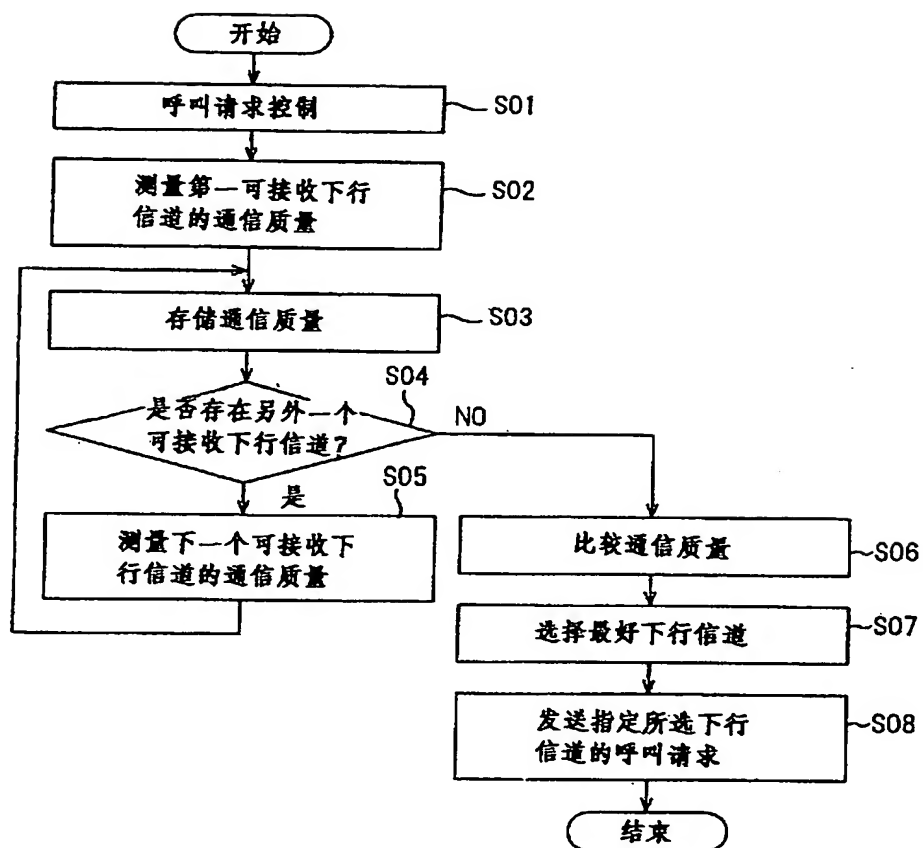 开始
呼叫请求控制
S01
测量第一可接收下行
信道的通信质量
S02
存储通信质量
S03
S04
是否存在另外一个
可接收下行信道?
NO
是
S05
测量下一个可接收下
行信道的通信质量
比较通信质量
S06
选择最好下行信道
S07
发送指定所选下行
信道的呼叫请求
S08
结束